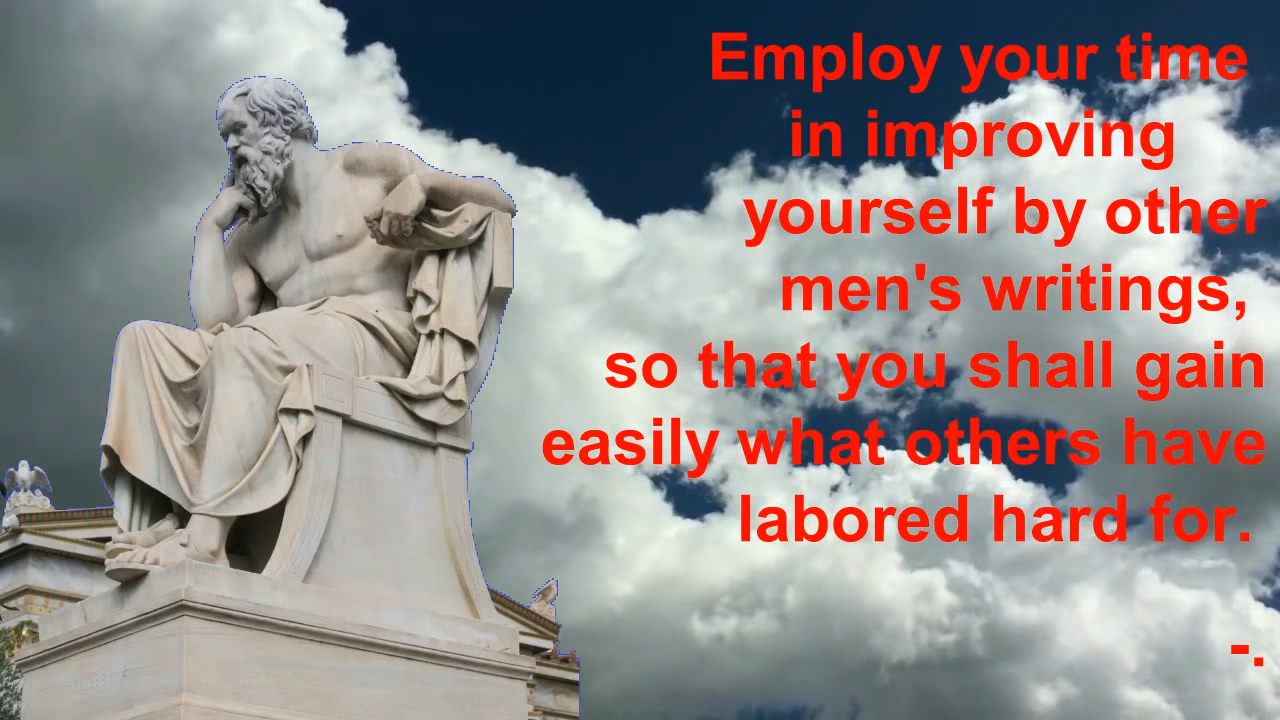 Employ your time
in improving
yourself by other
men's writings,
so that you shall gain
easily what others have
labored hard for.
-.